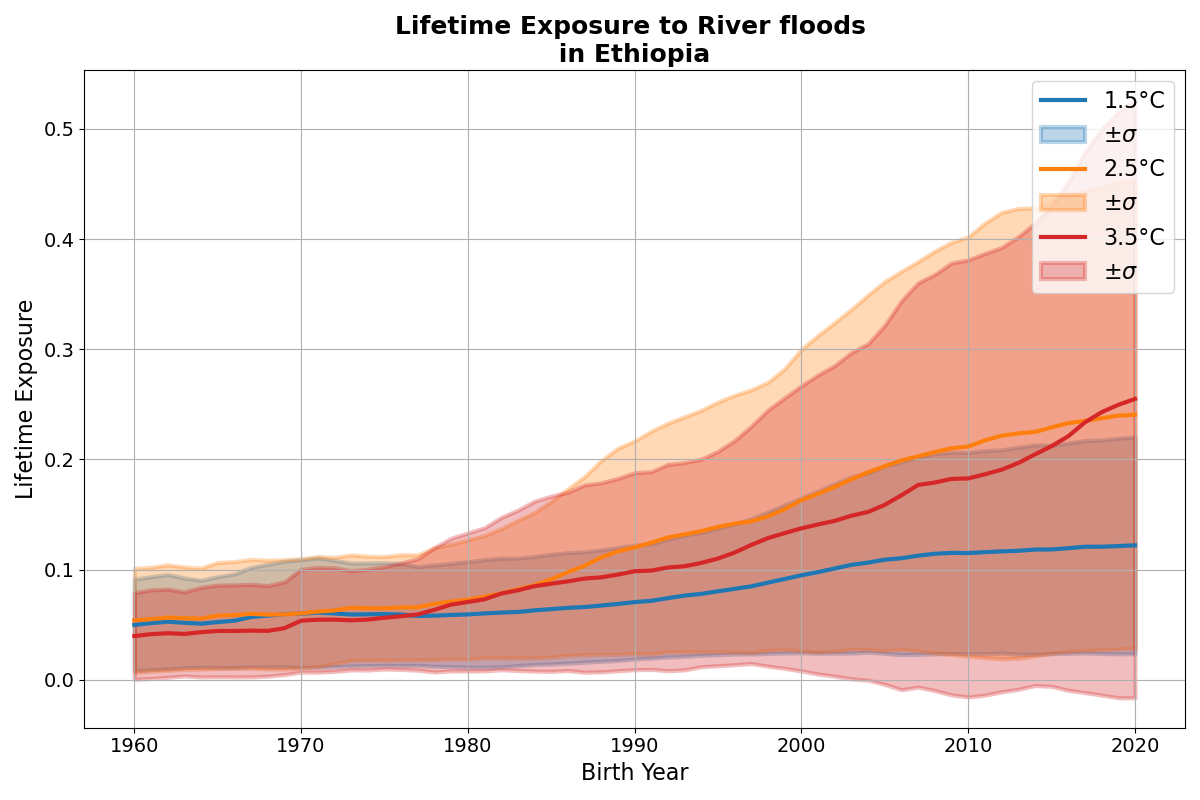 Lifetime Exposure to River floods
in Ethiopia
Lifetime Exposure
0.5
0.4
0.3
0.2
0.1
0.0
1960 1970 1980 1990 2000 2010 2020
Birth Year
1.5°C
±σ
2.5°C
±σ
3.5°C
±σ